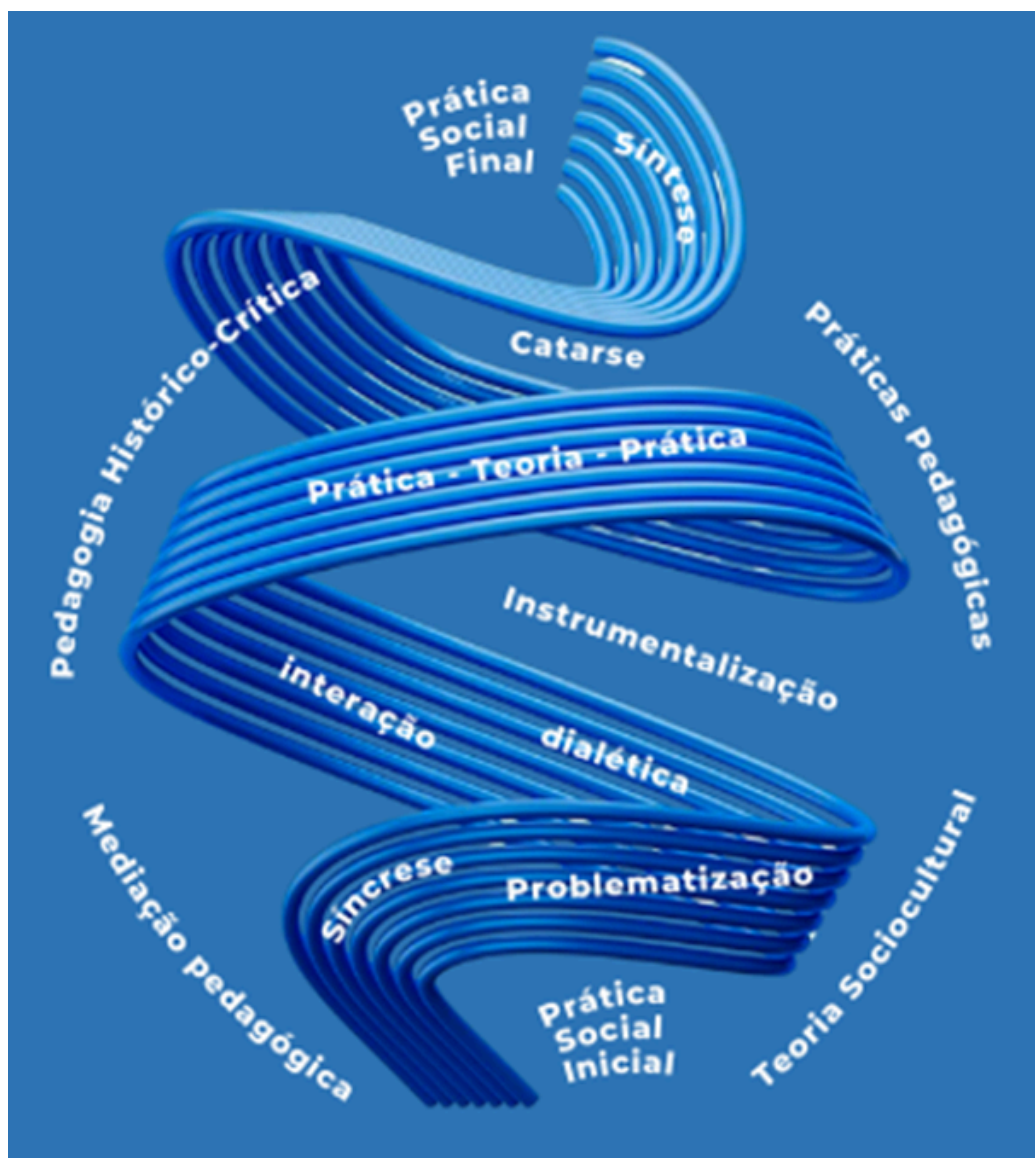 Prática
Social
Final
Síntese
Pedagogia Histórico-Crítica
Catarse
Práticas Pedagógicas
Prática - Teoria - Prática
Instrumentalização
interação
dialética
Síncrese
Problematização
Mediação pedagógica
Teoria Sociocultural
Prática
Social
Inicial